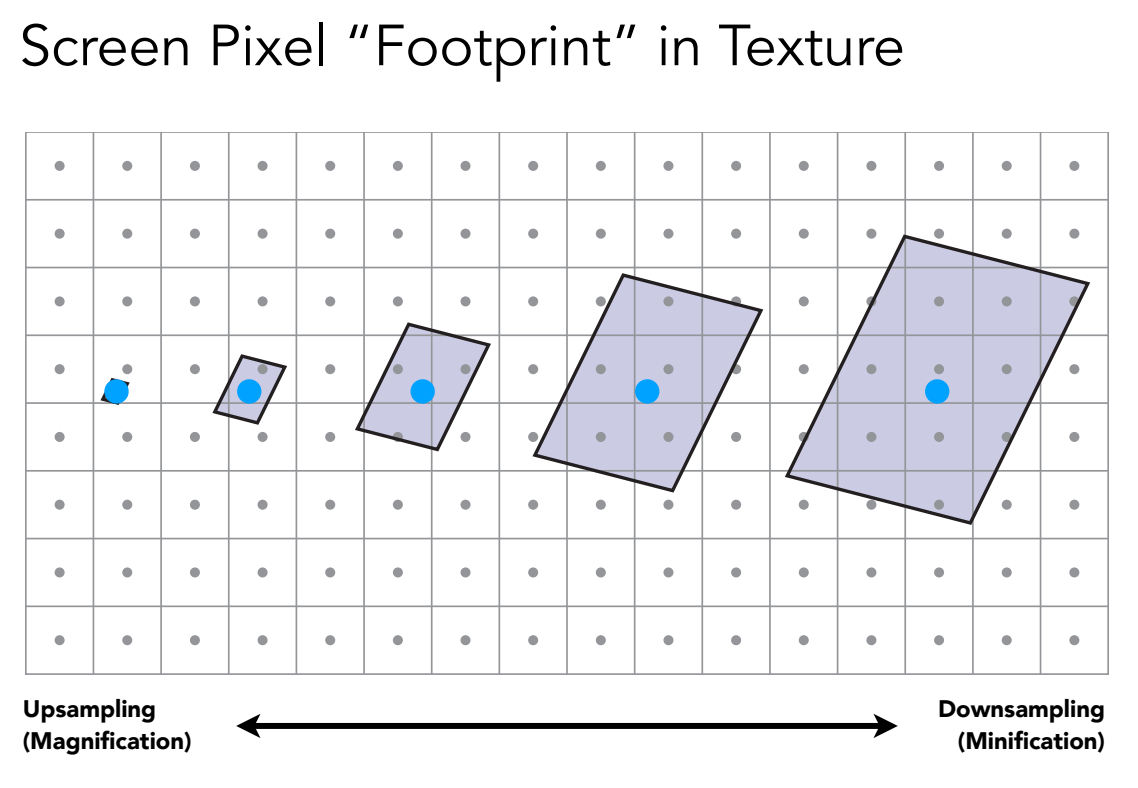 Screen Pixel “Footprint” in Texture
Upsampling
(Magnification)
Downsampling
(Minification)